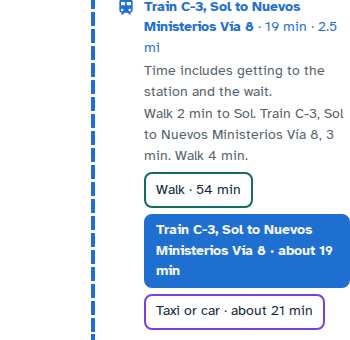 Train C-3, Sol to Nuevos
Ministerios Vía 8 · 19 min · 2.5
mi
Time includes getting to the
station and the wait.
Walk 2 min to Sol. Train C-3, Sol
to Nuevos Ministerios Vía 8, 3
min. Walk 4 min.
Walk · 54 min
Train C-3, Sol to Nuevos
Ministerios Vía 8 · about 19
min
Taxi or car · about 21 min